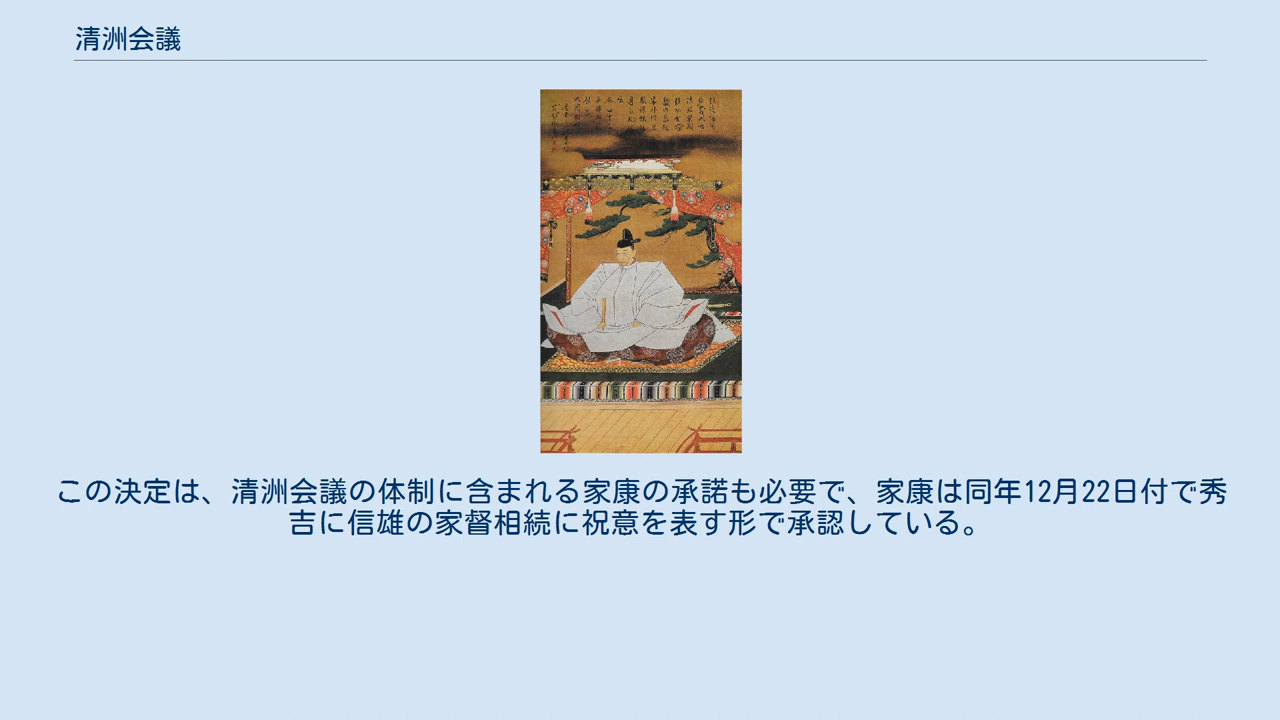 清洲会議
この決定は、清洲会議の体制に含まれる家康の承諾も必要で、家康は同年12月22日付で秀
吉に信雄の家督相続に祝意を表す形で承認している。